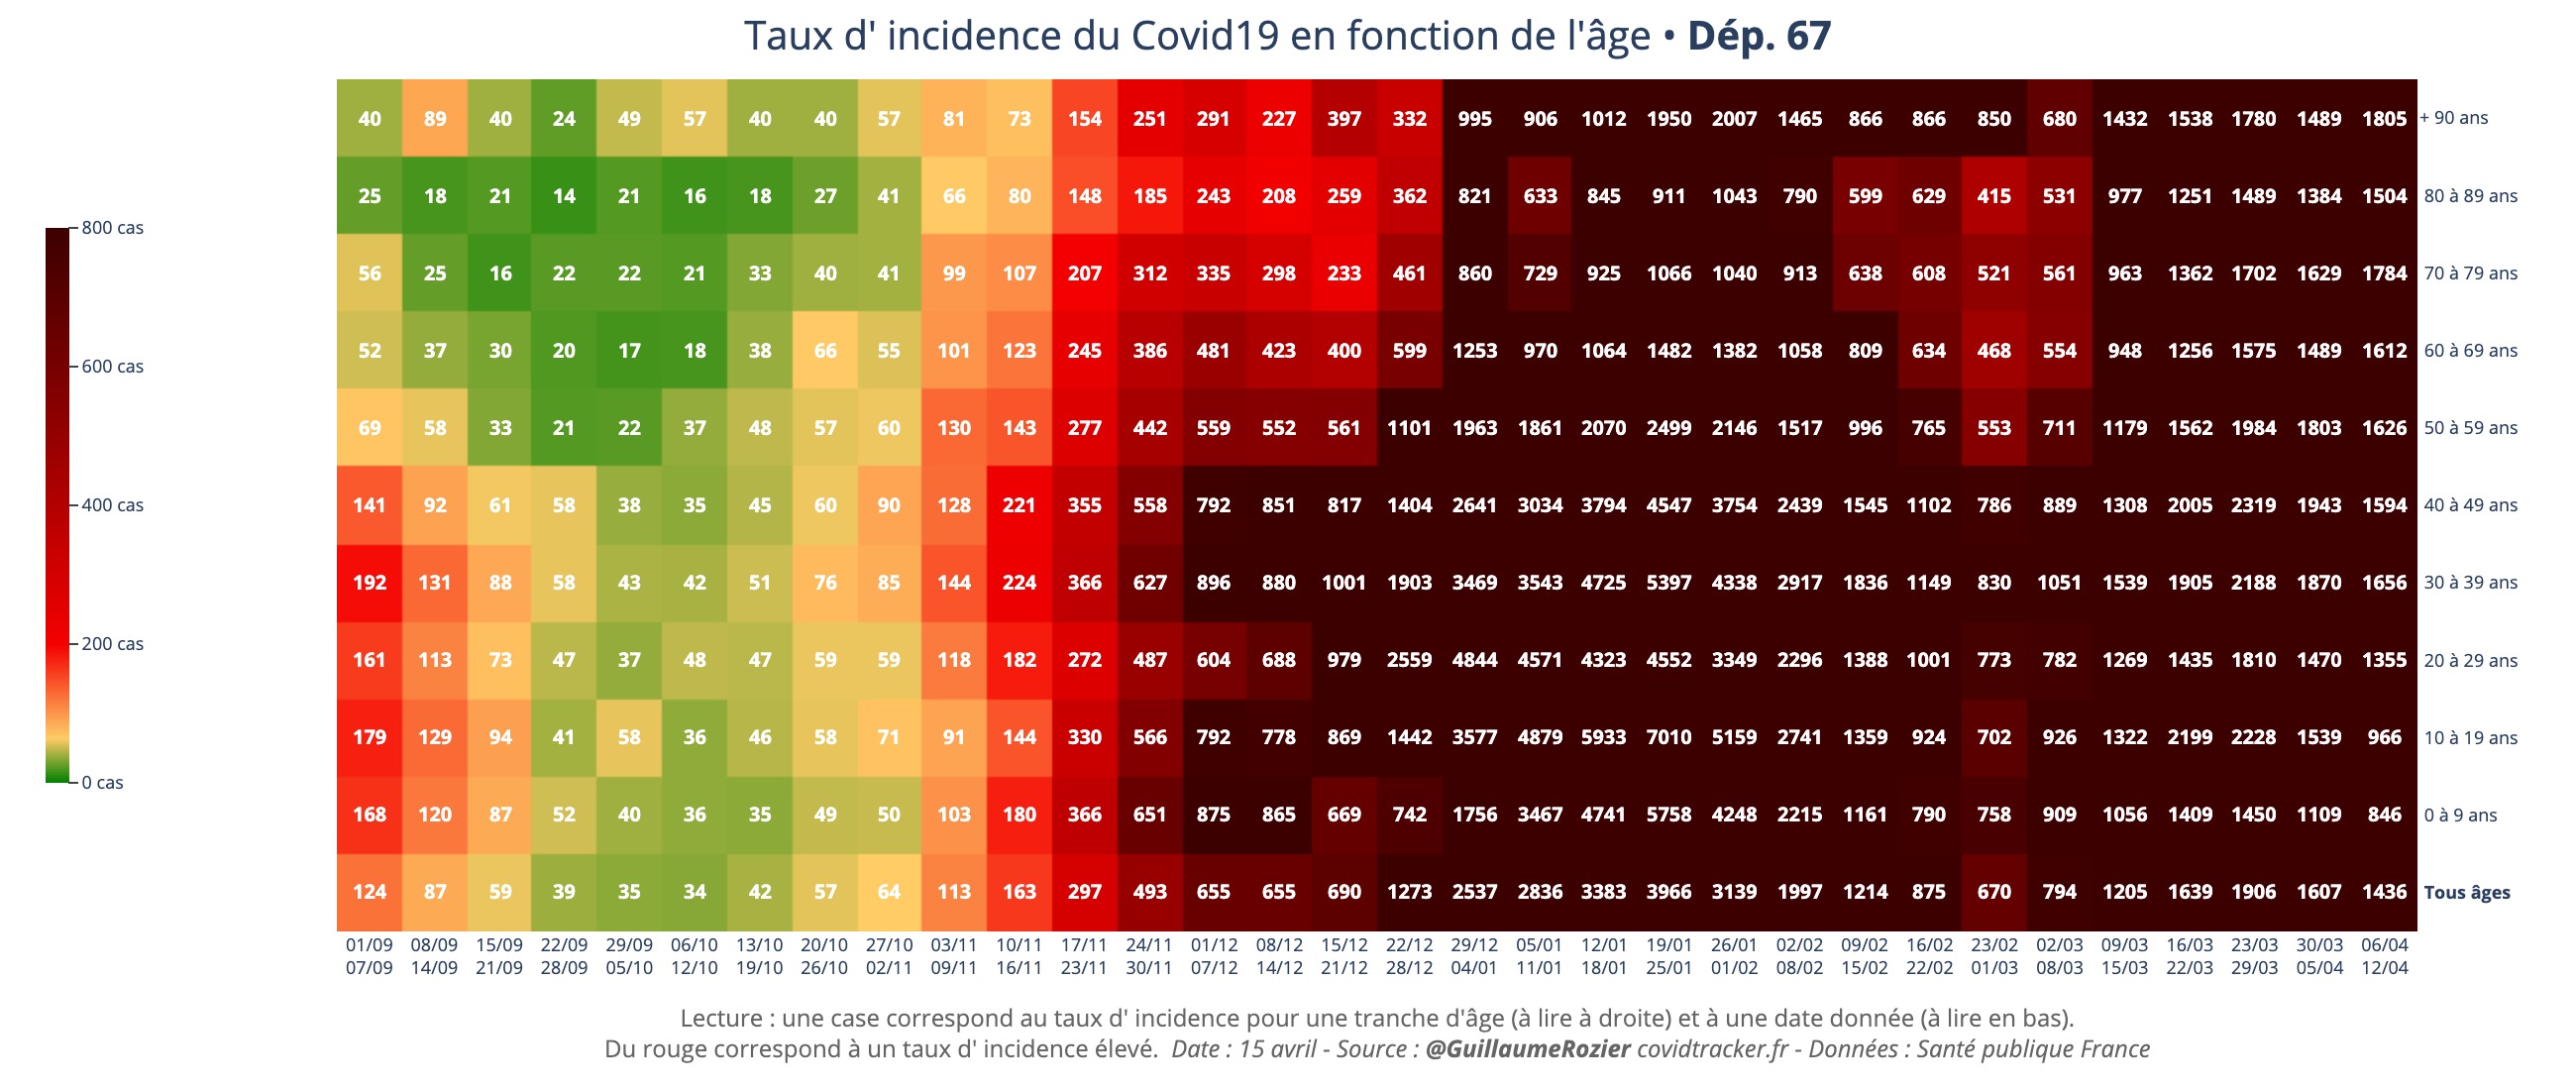 Taux d' incidence du Covid19 en fonction de l'âge • Dép. 67
800 cas
600 cas
400 cas
200 cas
0 cas
40 89 40 24 49 57 40 40 57 81 73 154 251 291 227 397 332 995 906 1012 1950 2007 1465 866 866 850 680 1432 1538 1780 1489 1805 + 90 ans
25 18 21 14 21 16 18 27 41 66 80 148 185 243 208 259 362 821 633 845 911 1043 790 599 629 415 531 977 1251 1489 1384 1504 80 à 89 ans
56 25 16 22 22 21 33 40 41 99 107 207 312 335 298 233 461 860 729 925 1066 1040 913 638 608 521 561 963 1362 1702 1629 1784 70 à 79 ans
52 37 30 20 17 18 38 66 55 101 123 245 386 481 423 400 599 1253 970 1064 1482 1382 1058 809 634 468 554 948 1256 1575 1489 1612 60 à 69 ans
69 58 33 21 22 37 48 57 60 130 143 277 442 559 552 561 1101 1963 1861 2070 2499 2146 1517 996 765 553 711 1179 1562 1984 1803 1626 50 à 59 ans
141 92 61 58 38 35 45 60 90 128 221 355 558 792 851 817 1404 2641 3034 3794 4547 3754 2439 1545 1102 786 889 1308 2005 2319 1943 1594 40 à 49 ans
192 131 88 58 43 42 51 76 85 144 224 366 627 896 880 1001 1903 3469 3543 4725 5397 4338 2917 1836 1149 830 1051 1539 1905 2188 1870 1656 30 à 39 ans
161 113 73 47 37 48 47 59 59 118 182 272 487 604 688 979 2559 4844 4571 4323 4552 3349 2296 1388 1001 773 782 1269 1435 1810 1470 1355 20 à 29 ans
179 129 94 41 58 36 46 58 71 91 144 330 566 792 778 869 1442 3577 4879 5933 7010 5159 2741 1359 924 702 926 1322 2199 2228 1539 966 10 à 19 ans
168 120 87 52 40 36 35 49 50 103 180 366 651 875 865 669 742 1756 3467 4741 5758 4248 2215 1161 790 758 909 1056 1409 1450 1109 846 0 à 9 ans
124 87 59 39 35 34 42 57 64 113 163 297 493 655 655 690 1273 2537 2836 3383 3966 3139 1997 1214 875 670 794 1205 1639 1906 1607 1436 Tous âges
01/09 08/09 15/09 22/09 29/09 06/10 13/10 20/10 27/10 03/11 10/11 17/11 24/11 01/12 08/12 15/12 22/12 29/12 05/01 12/01 19/01 26/01 02/02 09/02 16/02 23/02 02/03 09/03 16/03 23/03 30/03 06/04
07/09 14/09 21/09 28/09 05/10 12/10 19/10 26/10 02/11 09/11 16/11 23/11 30/11 07/12 14/12 21/12 28/12 04/01 11/01 18/01 25/01 01/02 08/02 15/02 22/02 01/03 08/03 15/03 22/03 29/03 05/04 12/04
Lecture : une case correspond au taux d' incidence pour une tranche d'âge (à lire à droite) et à une date donnée (à lire en bas).
Du rouge correspond à un taux d' incidence élevé. Date : 15 avril - Source : @GuillaumeRozier covidtracker.fr - Données : Santé publique France